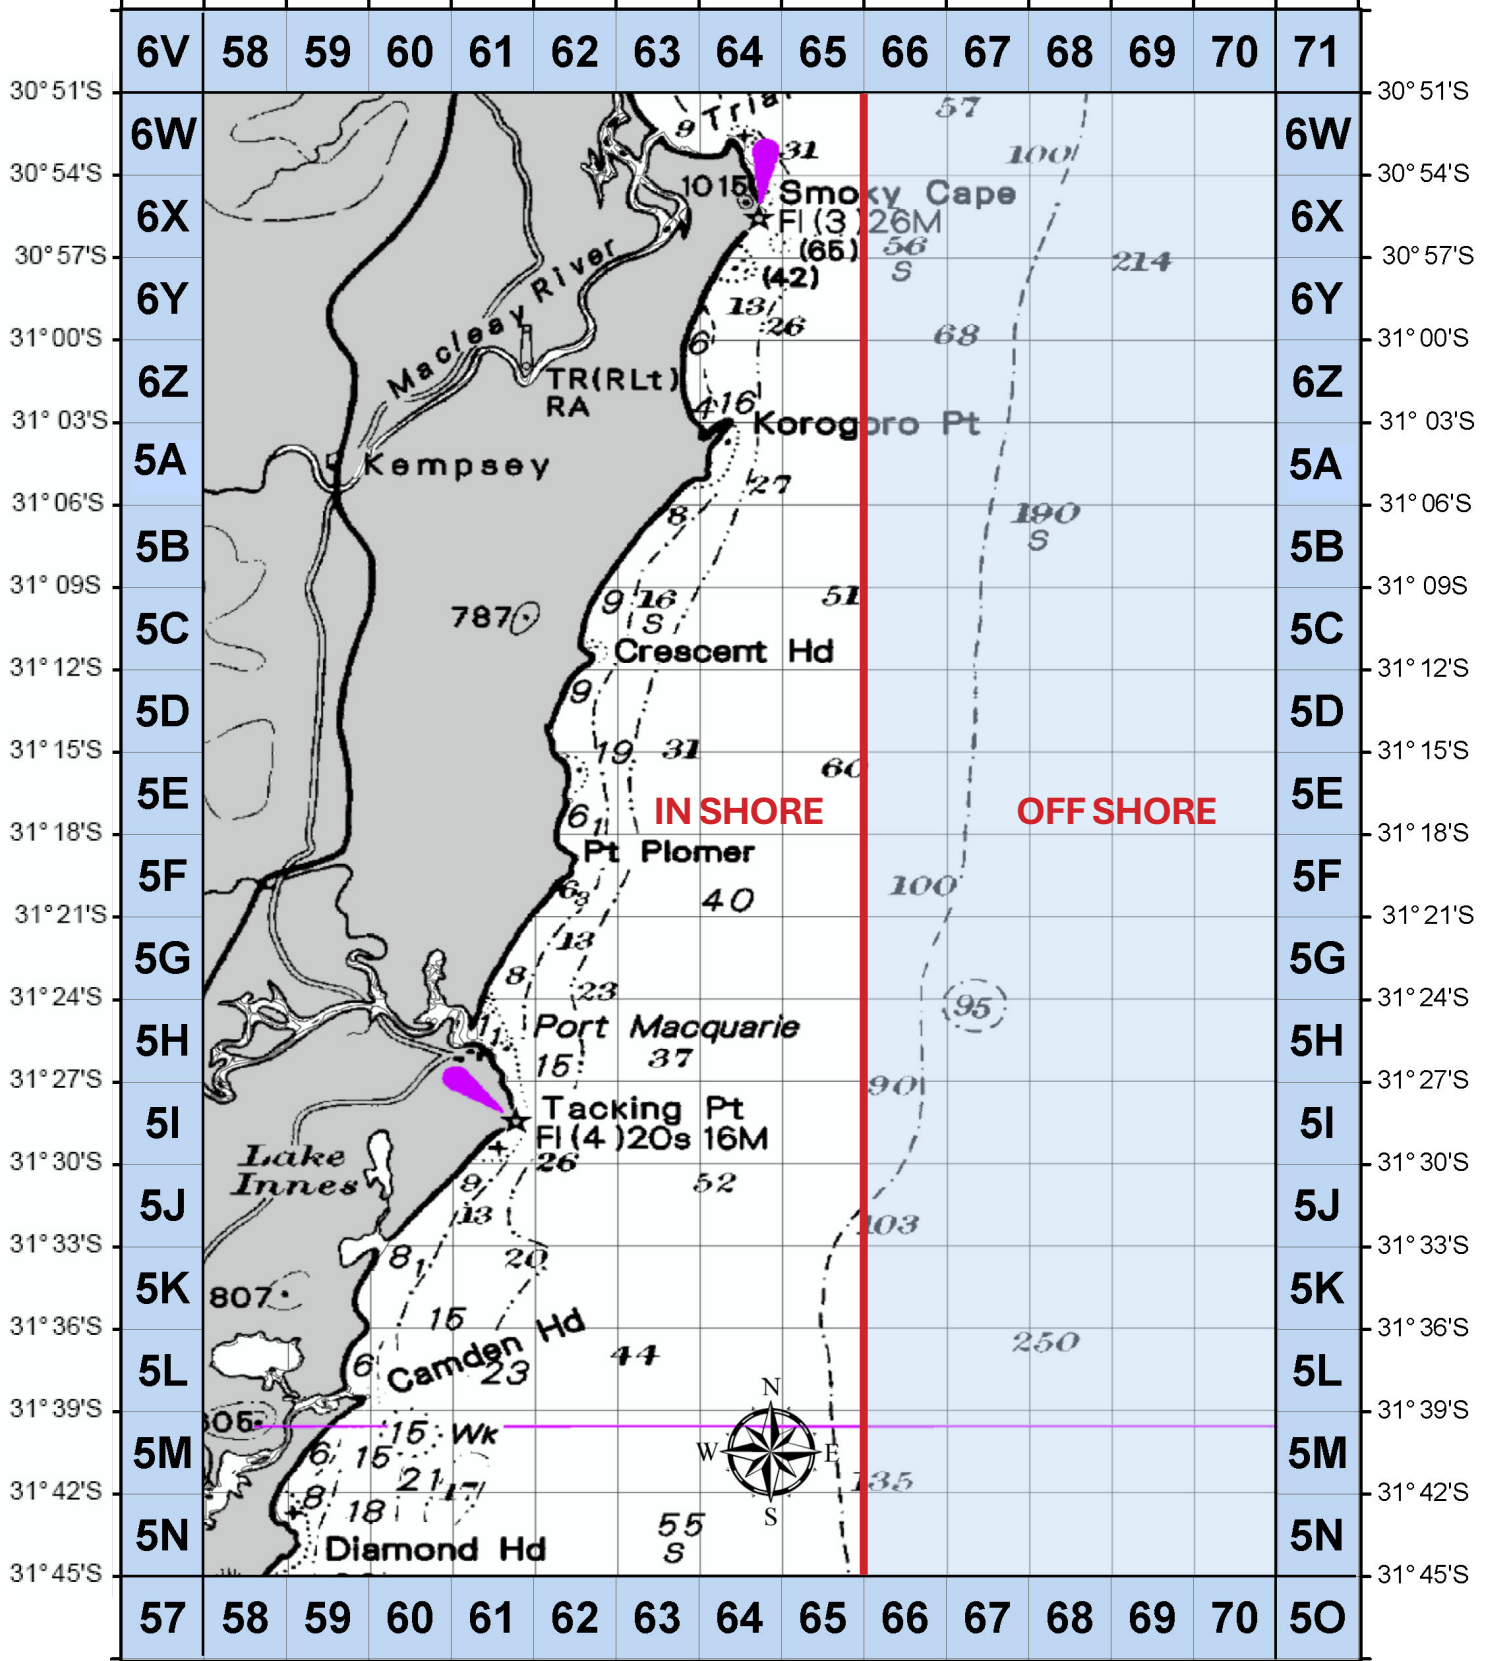 6V 58 59 60 61 62 63 64 65 66 67 68 69 70 71
30°51'S 30°51'S
57
9 Trial
6W 31 100 6W
30°54'S 30°54'S
10 15 Smoky Cape
6X Fl(3)26M 6X
(65) 56
30°57'S S 214 30°57'S
(42)
6Y Macleay River 13 26 6Y
31°00'S 6 68 31°00'S
6Z TR(RLt) 6Z
RA 4 16
31°03'S Korogoro Pt 31°03'S
5A Kempsey 5A
27
31°06'S 8 190 31°06'S
S
5B 5B
31°09'S 31°09'S
9 16 51
5C 787 S 5C
Crescent Hd
31°12'S 31°12'S
9
5D 5D
31°15'S 19 31 31°15'S
60
5E 5E
6 IN SHORE OFF SHORE
31°18'S 31°18'S
Pt Plomer
5F 5F
6 3 40 100
31°21'S 31°21'S
13
5G 8 5G
23
31°24'S 95 31°24'S
Port Macquarie
5H 11 15 37 5H
31°27'S 90 31°27'S
Tacking Pt
5I Fl(4)20s 16M 5I
31°30'S Lake 26 31°30'S
Innes 9 52
5J 13 5J
103
31°33'S 8 1 20 31°33'S
5K 807 5K
15
31°36'S Camden Hd 250 31°36'S
44
5L 6 23 5L
N
31°39'S 31°39'S
605 15 Wk
5M 6 15 W E 5M
21 17 135
31°42'S 8 31°42'S
18 S
5N 55 5N
Diamond Hd S
31°45'S 31°45'S
57 58 59 60 61 62 63 64 65 66 67 68 69 70 5O